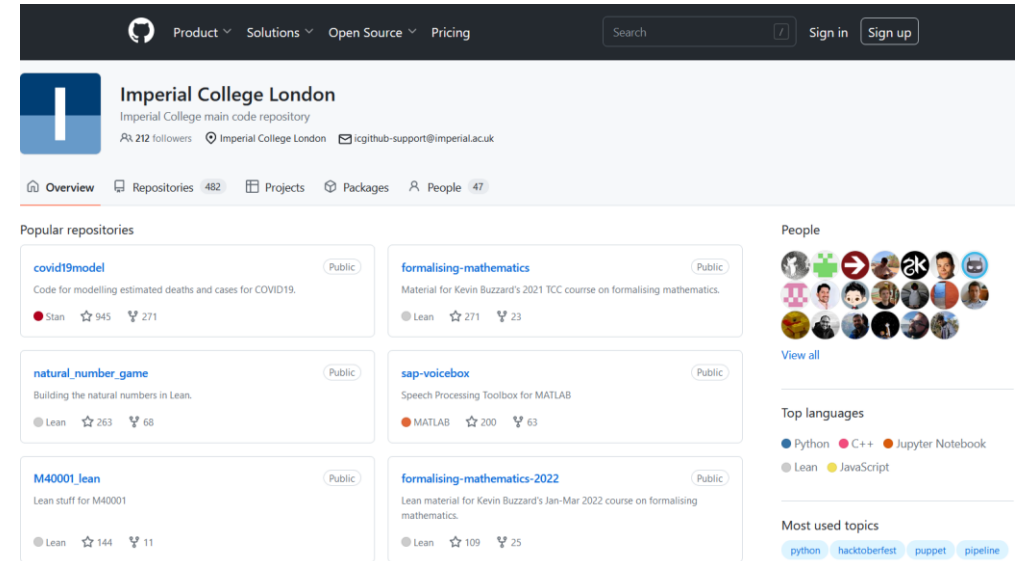 Product Solutions Open Source Pricing Search / Sign in Sign up
Imperial College London
Imperial College main code repository
212 followers Imperial College London icgithub-support@imperial.ac.uk
Overview Repositories 482 Projects Packages People 47
Popular repositories
covid19model Public
Code for modelling estimated deaths and cases for COVID19.
Stan 945 271
formalising-mathematics Public
Material for Kevin Buzzard's 2021 TCC courrse on formalising mathematics.
Lean 271 23
natural_number_game Public
Building the natural numbers in Lean.
Lean 263 68
sap-voicebox Public
Speech Processing Toolbox for MATLAB
MATLAB 200 63
M40001_lean Public
Lean stuff for M40001
Lean 144 11
formalising-mathematics-2022 Public
Lean material for Kevin Buzzard's Jan-Mar 2022 course on formalising
mathematics.
Lean 109 25
People
View all
Top languages
Python C++ Jupyter Notebook
Lean JavaScript
Most used topics
python hacktoberfest puppet pipeline